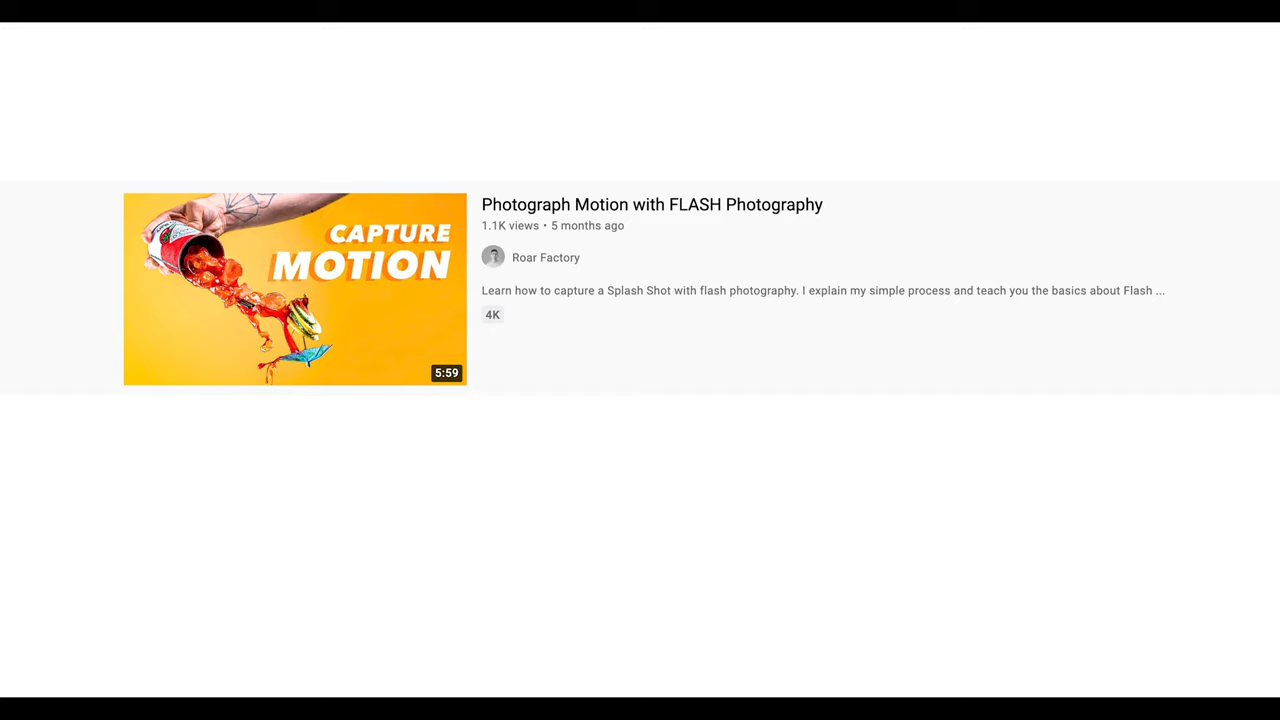 CAPTURE
MOTION
5:59
Photograph Motion with FLASH Photography
1.1K views • 5 months ago
Roar Factory
Learn how to capture a Splash Shot with flash photography. I explain my simple process and teach you the basics about Flash ...
4K